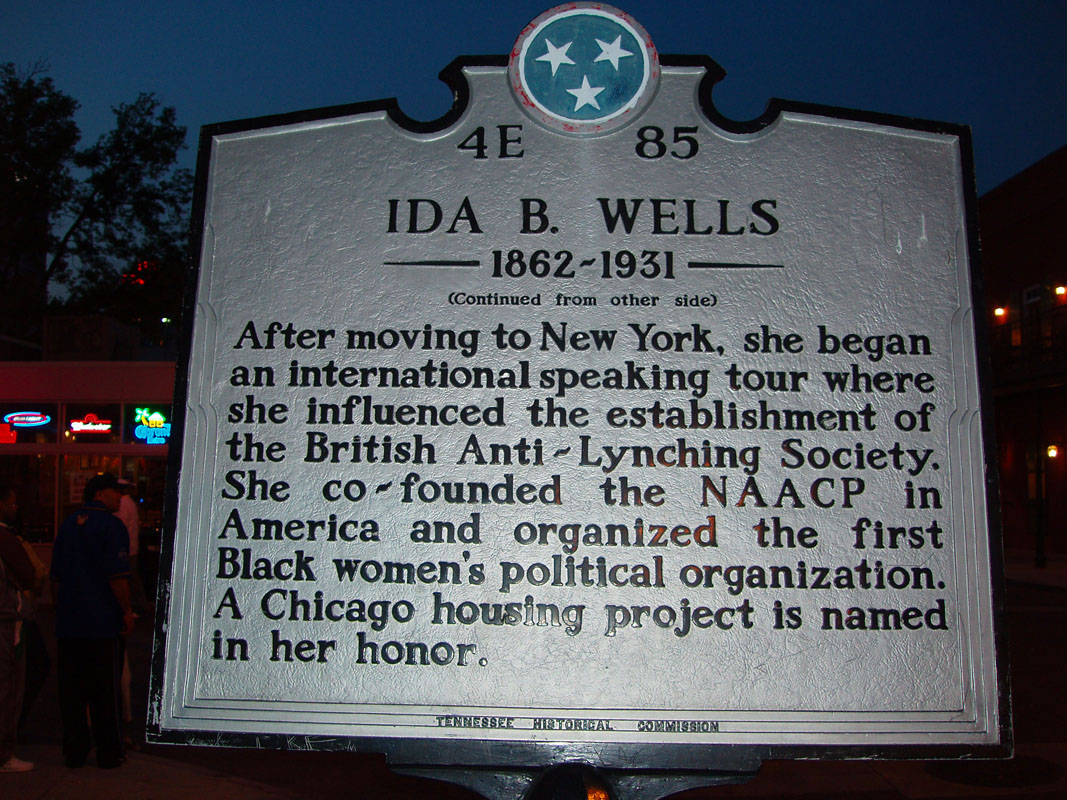 4E 85
IDA B. WELLS
1862~1931
(Continued from other side)
After moving to New York, she began
an international speaking tour where
she influenced the establishment of
the British Anti~Lynching Society.
She co~founded the NAACP in
America and organized the first
Black women's political organization.
A Chicago housing project is named
in her honor.
TENNESSEE HISTORICAL COMMISSION